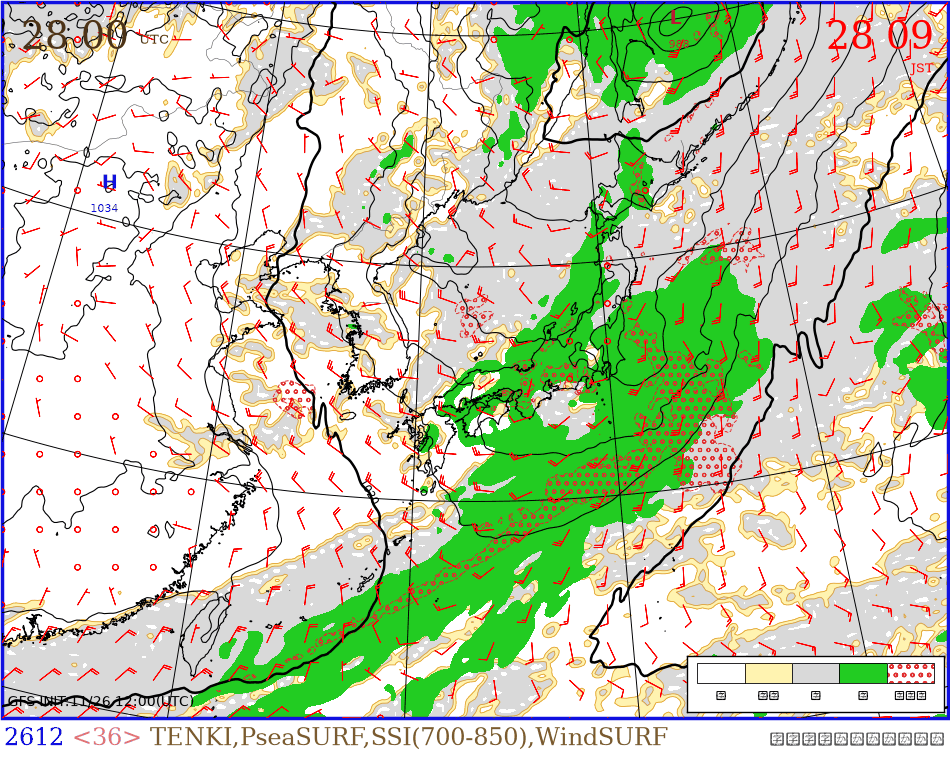 28 00 UTC
28 09
JST
L
H
1034
GFS INIT:11/26 12:00(UTC)
2612 <36> TENKI,PseaSURF,SSI(700-850),WindSURF